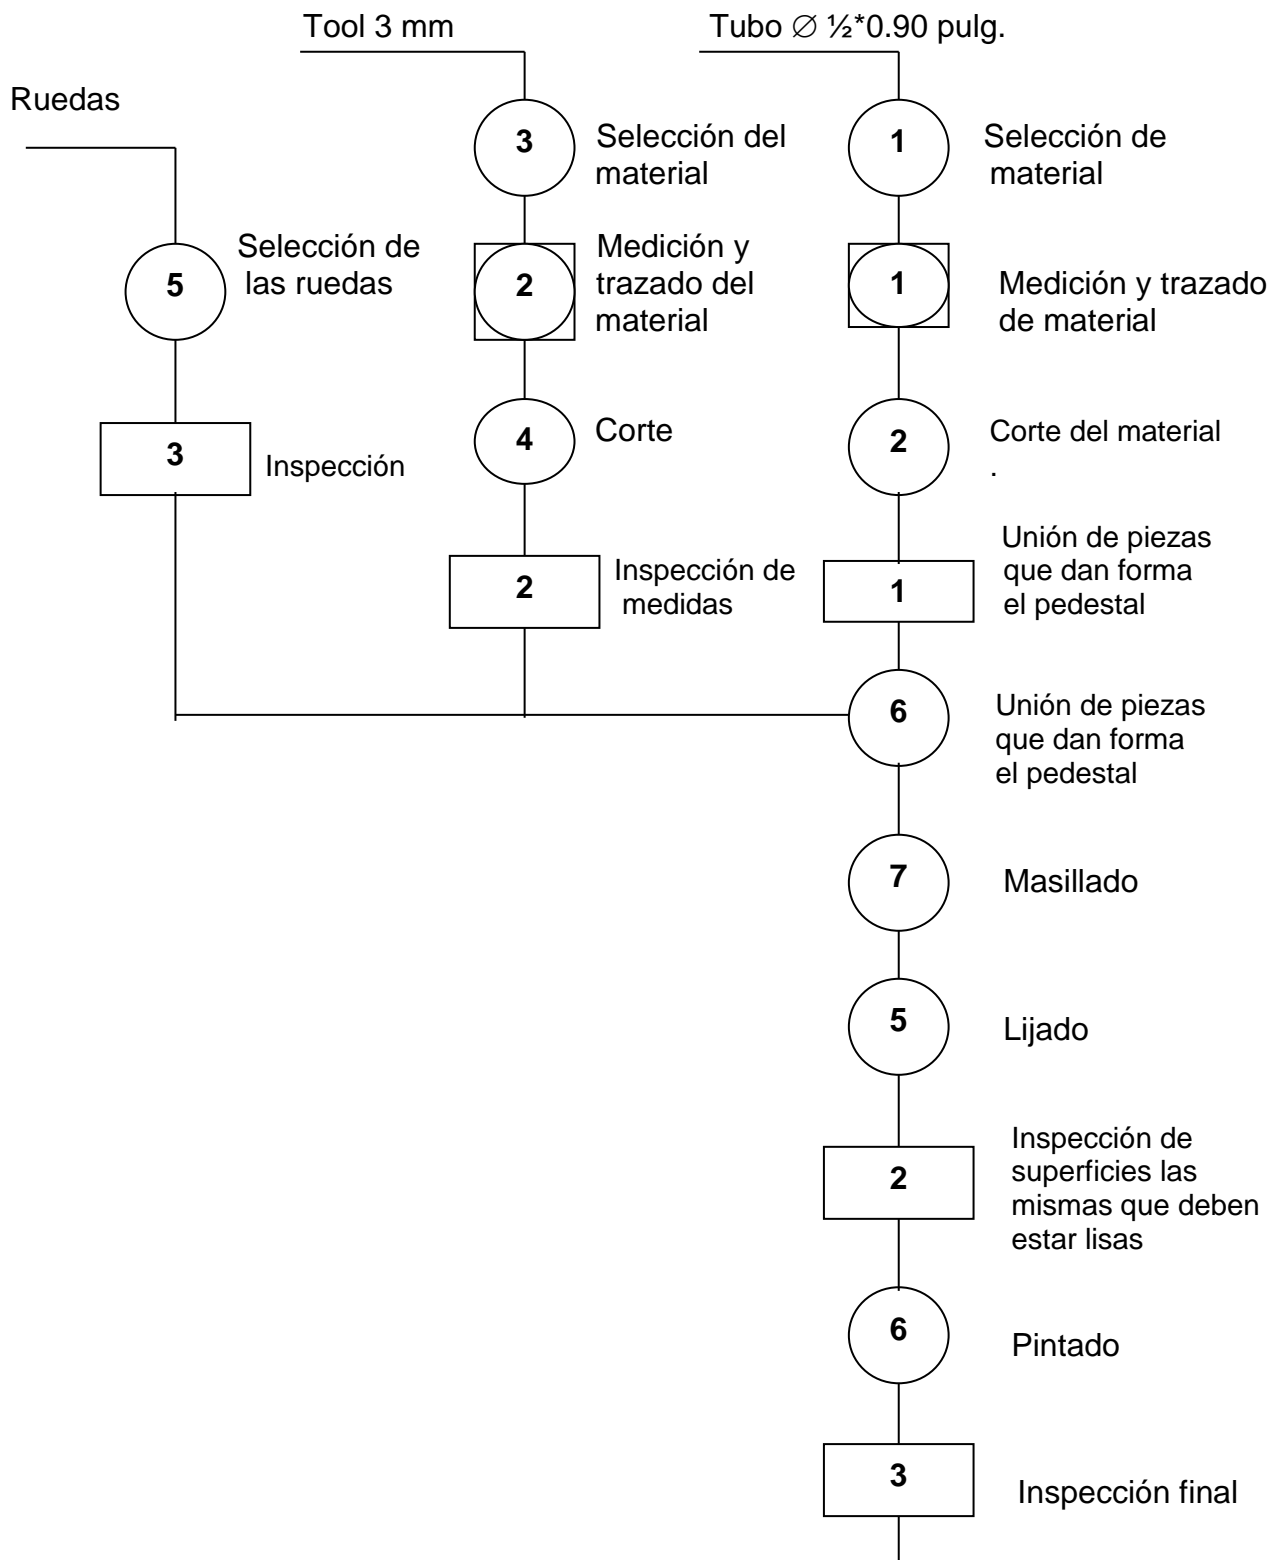 Tool 3 mm
Tubo ∅ ½*0.90 pulg.
Ruedas
3
Selección del
material
1
Selección de
material
5
Selección de
las ruedas
2
Medición y
trazado del
material
1
Medición y trazado
de material
3
Inspección
4
Corte
2
Corte del material
.
2
Inspección de
medidas
1
Unión de piezas
que dan forma
el pedestal
6
Unión de piezas
que dan forma
el pedestal
7
Masillado
5
Lijado
2
Inspección de
superficies las
mismas que deben
estar lisas
6
Pintado
3
Inspección final